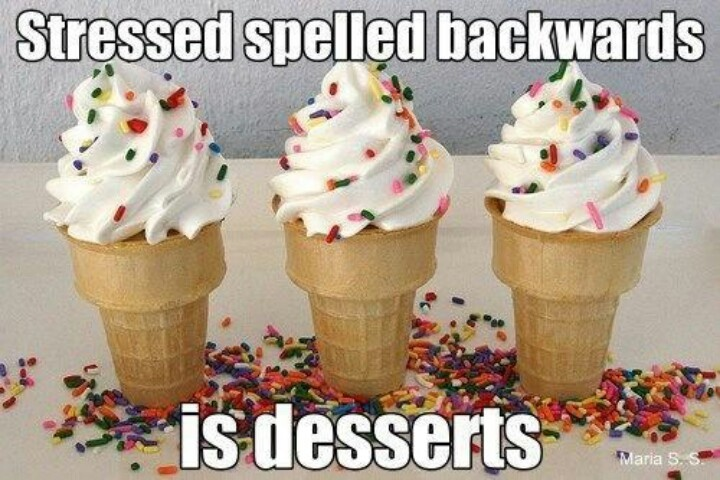 Stressed spelled backwards
is desserts
Maria S. S.